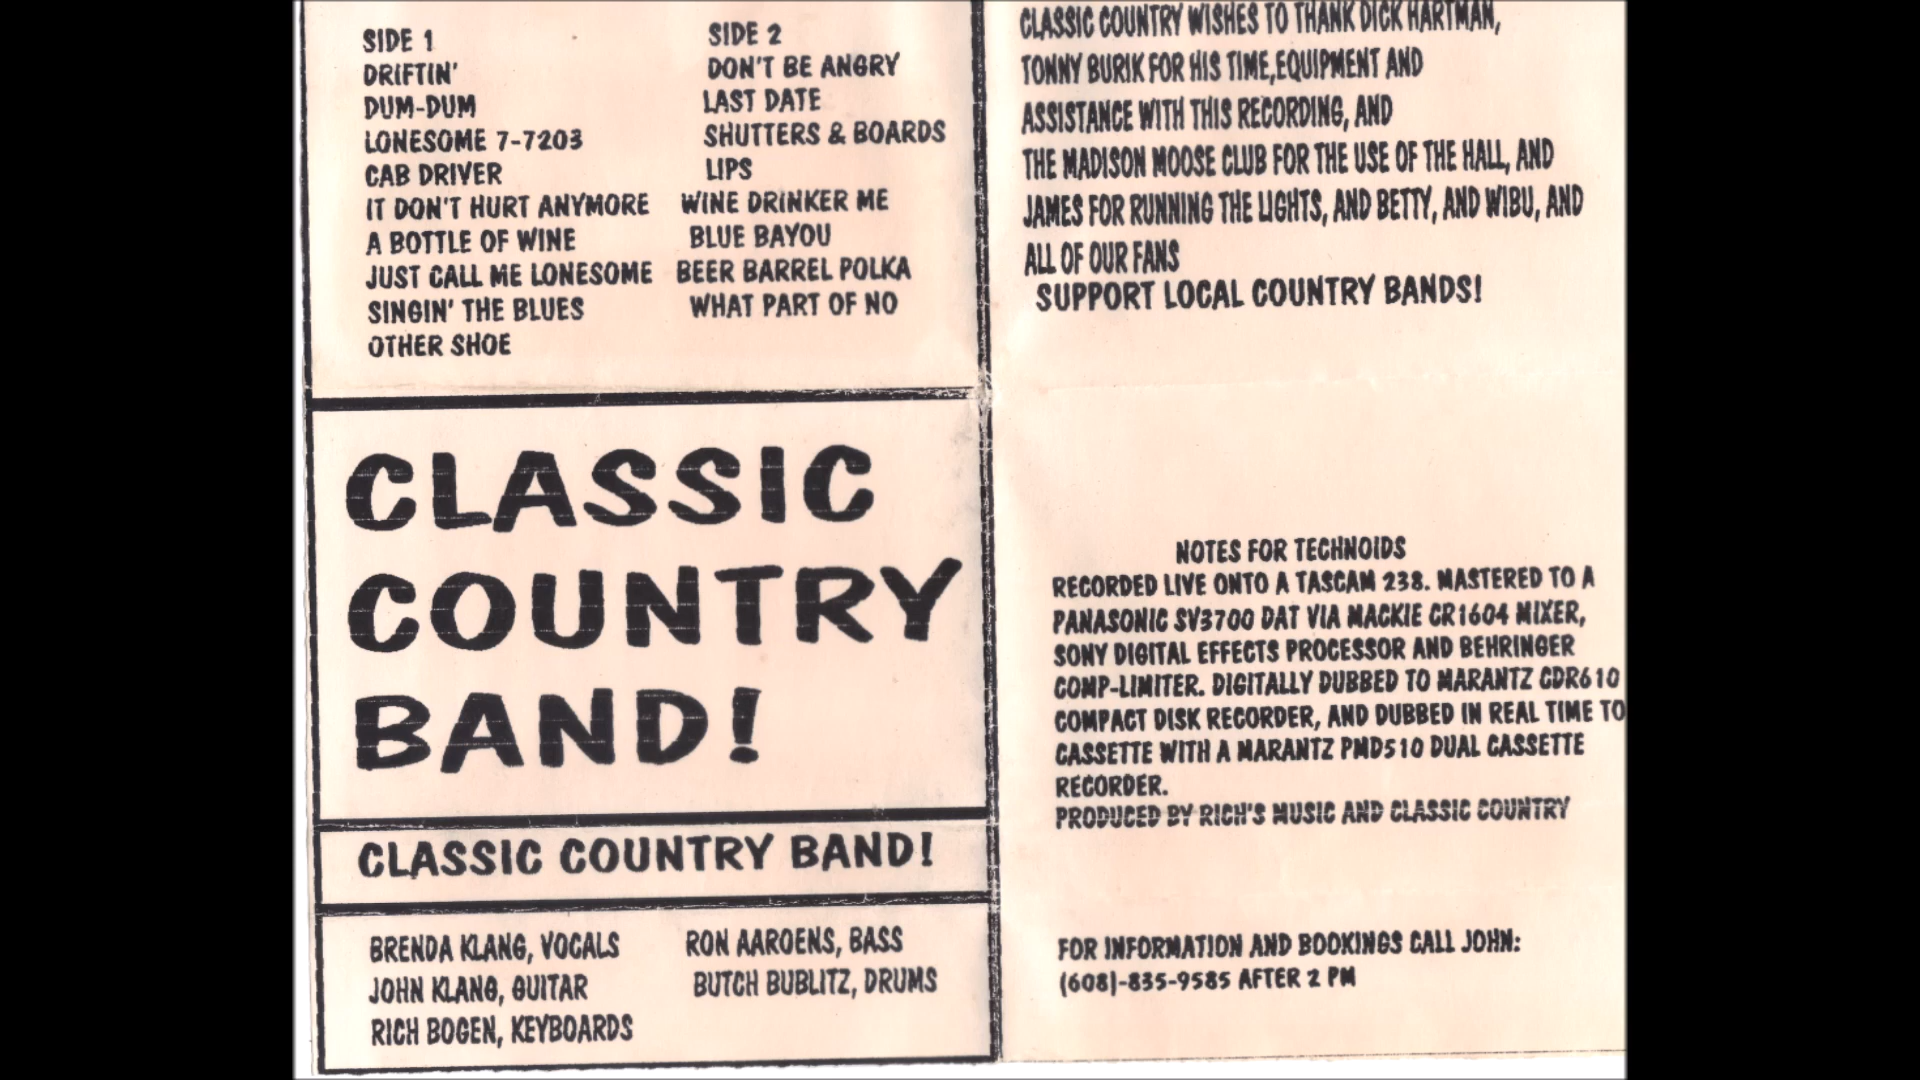 SIDE 1
DRIFTIN'
DUM-DUM
LONESOME 7-7203
CAB DRIVER
IT DON'T HURT ANYMORE
A BOTTLE OF WINE
JUST CALL ME LONESOME
SINGIN' THE BLUES
OTHER SHOE
SIDE 2
DON'T BE ANGRY
LAST DATE
SHUTTERS & BOARDS
LIPS
WINE DRINKER ME
BLUE BAYOU
BEER BARREL POLKA
WHAT PART OF NO
CLASSIC
COUNTRY
BAND!
CLASSIC COUNTRY BAND!
BRENDA KLANG, VOCALS
JOHN KLANG, GUITAR
RICH BOGEN, KEYBOARDS
RON AAROENS, BASS
BUTCH BUBLITZ, DRUMS
CLASSIC COUNTRY WISHES TO THANK DICK HARTMAN,
TONNY BURIK FOR HIS TIME,EQUIPMENT AND
ASSISTANCE WITH THIS RECORDING, AND
THE MADISON MOOSE CLUB FOR THE USE OF THE HALL, AND
JAMES FOR RUNNING THE LIGHTS, AND BETTY, AND WIBU, AND
ALL OF OUR FANS
SUPPORT LOCAL COUNTRY BANDS!
NOTES FOR TECHNOIDS
RECORDED LIVE ONTO A TASCAM 238. MASTERED TO A
PANASONIC SV3700 DAT VIA MACKIE CR1604 MIXER,
SONY DIGITAL EFFECTS PROCESSOR AND BEHRINGER
COMP-LIMITER. DIGITALLY DUBBED TO MARANTZ CDR610
COMPACT DISK RECORDER, AND DUBBED IN REAL TIME TO
CASSETTE WITH A MARANTZ PMD510 DUAL CASSETTE
RECORDER.
PRODUCED BY RICH'S MUSIC AND CLASSIC COUNTRY
FOR INFORMATION AND BOOKINGS CALL JOHN:
(608)-835-9585 AFTER 2 PM